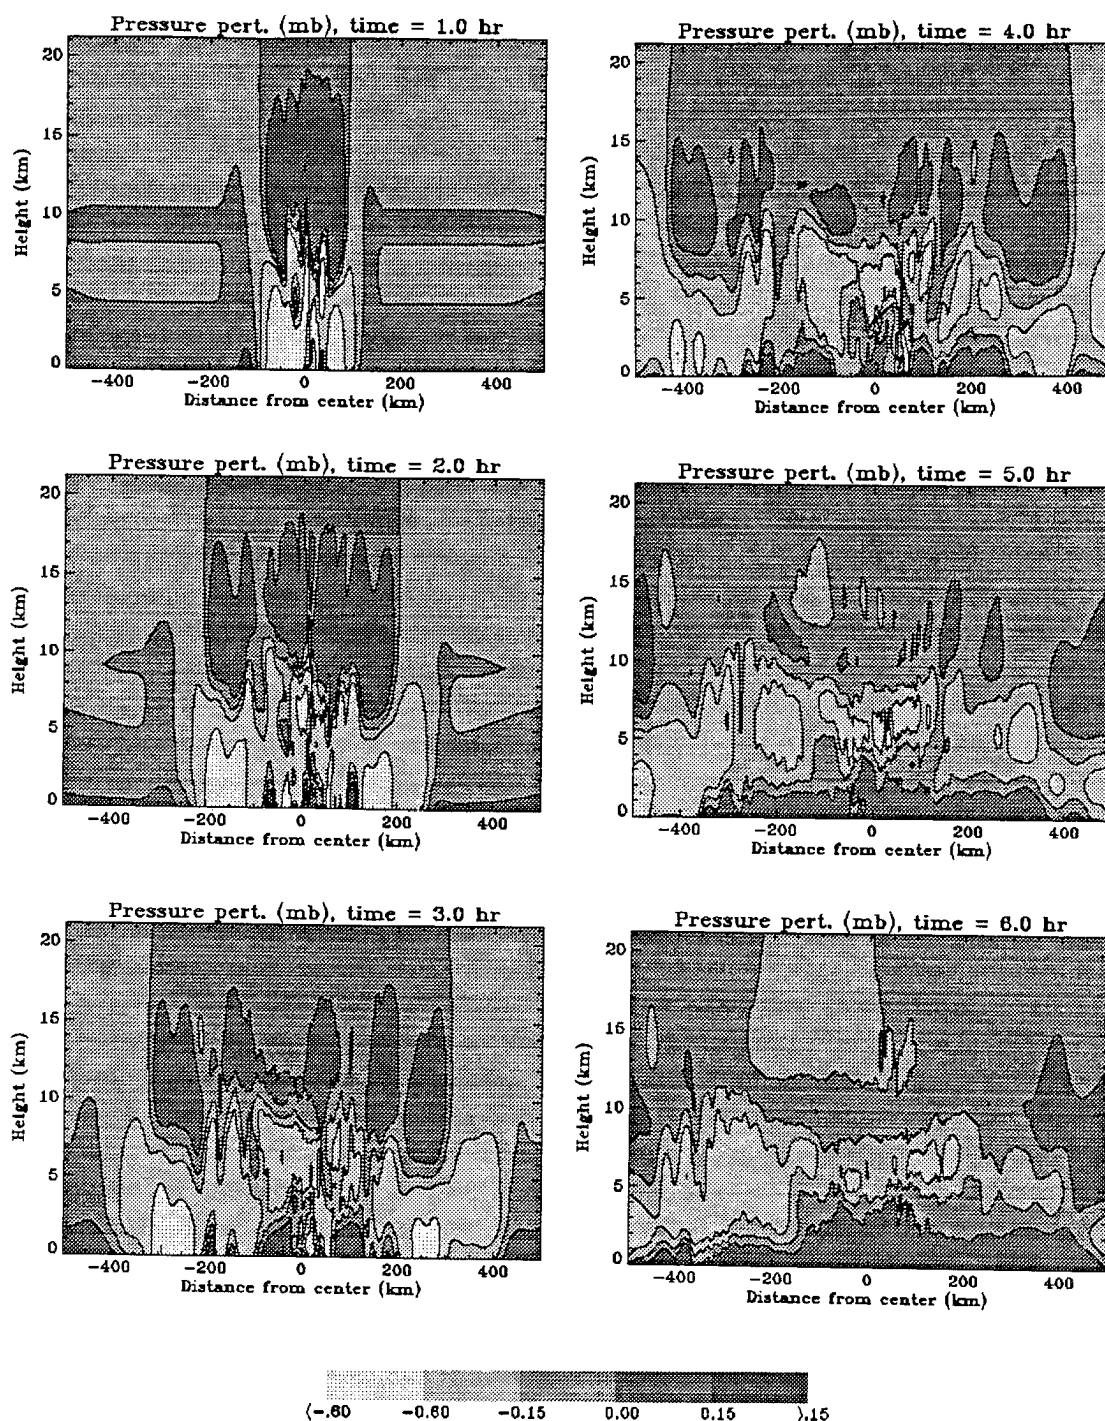 Pressure pert. (mb), time = 1.0 hr
20
15
10
5
0
Height (km)
-400 -200 0 200 400
Distance from center (km)
Pressure pert. (mb), time = 4.0 hr
20
15
10
5
0
Height (km)
-400 -200 0 200 400
Distance from center (km)
Pressure pert. (mb), time = 2.0 hr
20
15
10
5
0
Height (km)
-400 -200 0 200 400
Distance from center (km)
Pressure pert. (mb), time = 5.0 hr
20
15
10
5
0
Height (km)
-400 -200 0 200 400
Distance from center (km)
Pressure pert. (mb), time = 3.0 hr
20
15
10
5
0
Height (km)
-400 -200 0 200 400
Distance from center (km)
Pressure pert. (mb), time = 6.0 hr
20
15
10
5
0
Height (km)
-400 -200 0 200 400
Distance from center (km)
<-.60 -0.60 -0.15 0.00 0.15 >.15